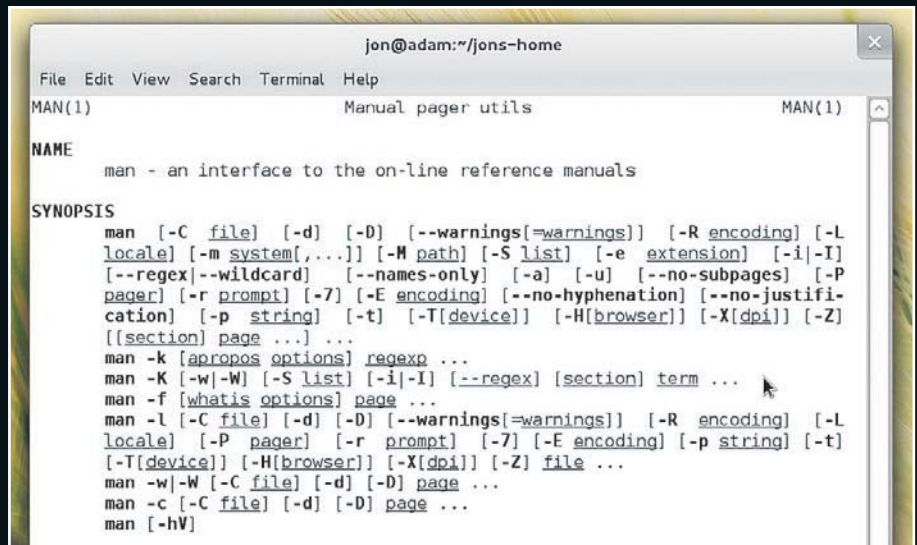 jon@adam:~/jons-home
File Edit View Search Terminal Help
MAN(1) Manual pager utils MAN(1)
NAME
man - an interface to the on-line reference manuals
SYNOPSIS
man [-C file] [-d] [-D] [--warnings[=warnings]] [-R encoding] [-L
locale] [-m system[,...]] [-M path] [-S list] [-e extension] [-i|-I]
[--regex|--wildcard] [--names-only] [-a] [-u] [--no-subpages] [-P
pager] [-r prompt] [-7] [-E encoding] [--no-hyphenation] [--no-justifi-
cation] [-p string] [-t] [-T[device]] [-H[browser]] [-X[dpi]] [-Z]
[[section] page ...] ...
man -k [apropos options] regexp ...
man -K [-w|-W] [-S list] [-i|-I] [--regex] [section] term ...
man -f [whatis options] page ...
man -l [-C file] [-d] [-D] [--warnings[=warnings]] [-R encoding] [-L
locale] [-P pager] [-r prompt] [-7] [-E encoding] [-p string] [-t]
[-T[device]] [-H[browser]] [-X[dpi]] [-Z] file ...
man -w|-W [-C file] [-d] [-D] page ...
man -c [-C file] [-d] [-D] page ...
man [-hV]